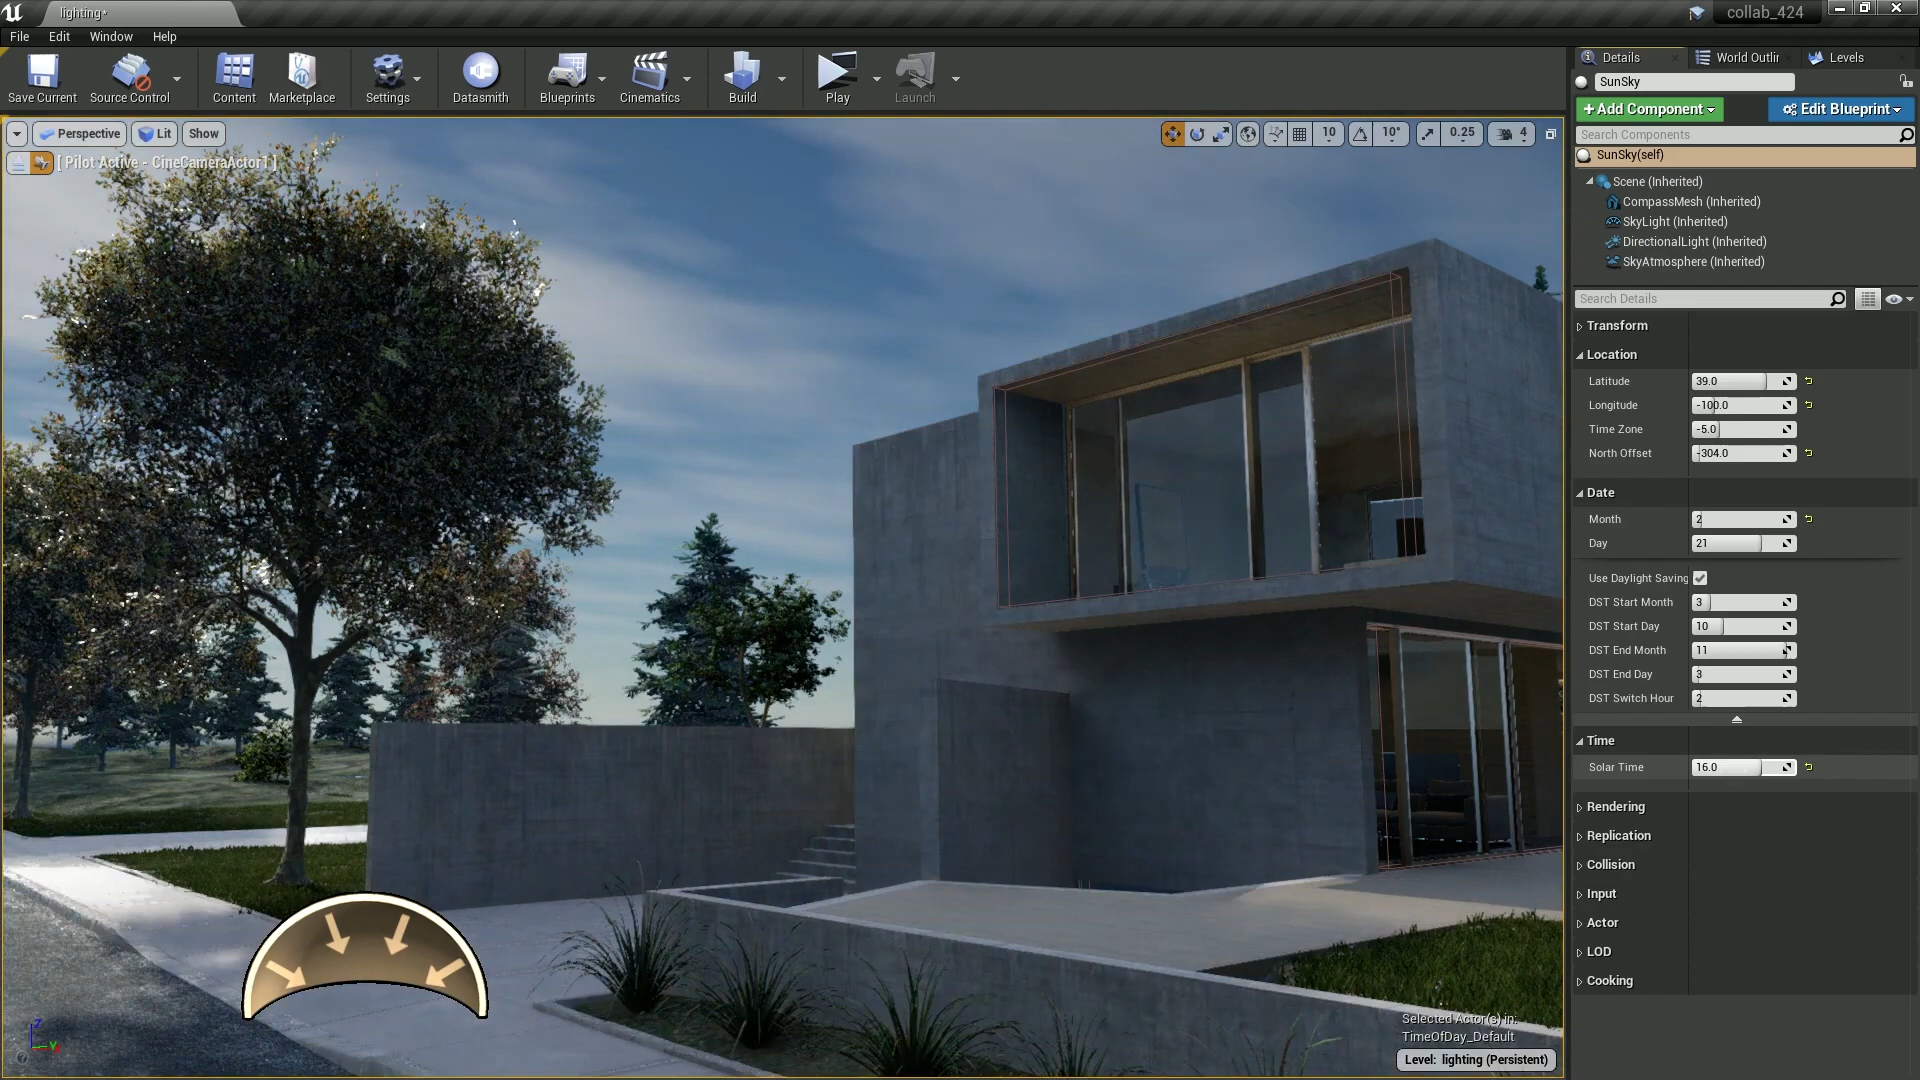 lighting*
collab_424
File Edit Window Help
Save Current
Source Control
Content
Marketplace
Settings
Datasmith
Blueprints
Cinematics
Build
Play
Launch
Perspective
Lit
Show
[ Pilot Active - CineCameraActor1 ]
10
10°
0.25
4
Selected Actor(s) in:
TimeOfDay_Default
Level: lighting (Persistent)
Details
World Outlin
Levels
SunSky
+Add Component
Edit Blueprint
Search Components
SunSky(self)
Scene (Inherited)
CompassMesh (Inherited)
SkyLight (Inherited)
DirectionalLight (Inherited)
SkyAtmosphere (Inherited)
Search Details
Transform
Location
Latitude 39.0
Longitude -100.0
Time Zone -5.0
North Offset -304.0
Date
Month 2
Day 21
Use Daylight Saving
DST Start Month 3
DST Start Day 10
DST End Month 11
DST End Day 3
DST Switch Hour 2
Time
Solar Time 16.0
Rendering
Replication
Collision
Input
Actor
LOD
Cooking
Z
Y